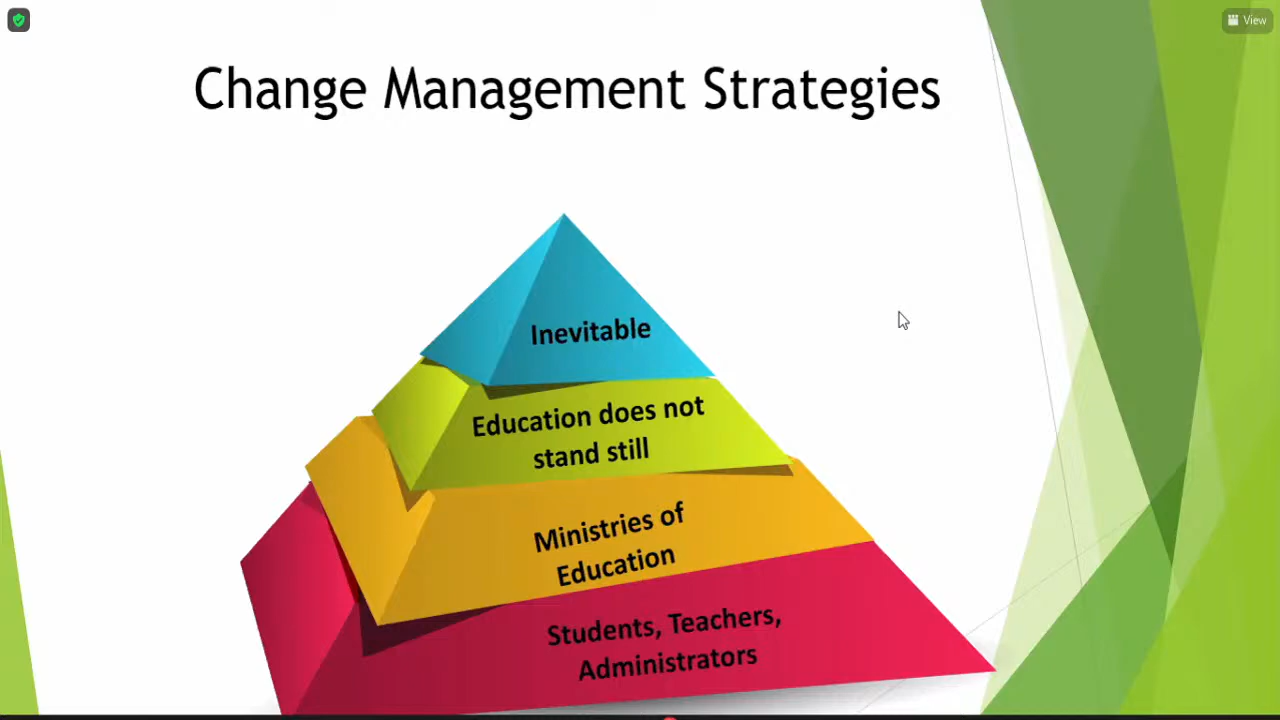 View
Change Management Strategies
Inevitable
Education does not
stand still
Ministries of
Education
Students, Teachers,
Administrators